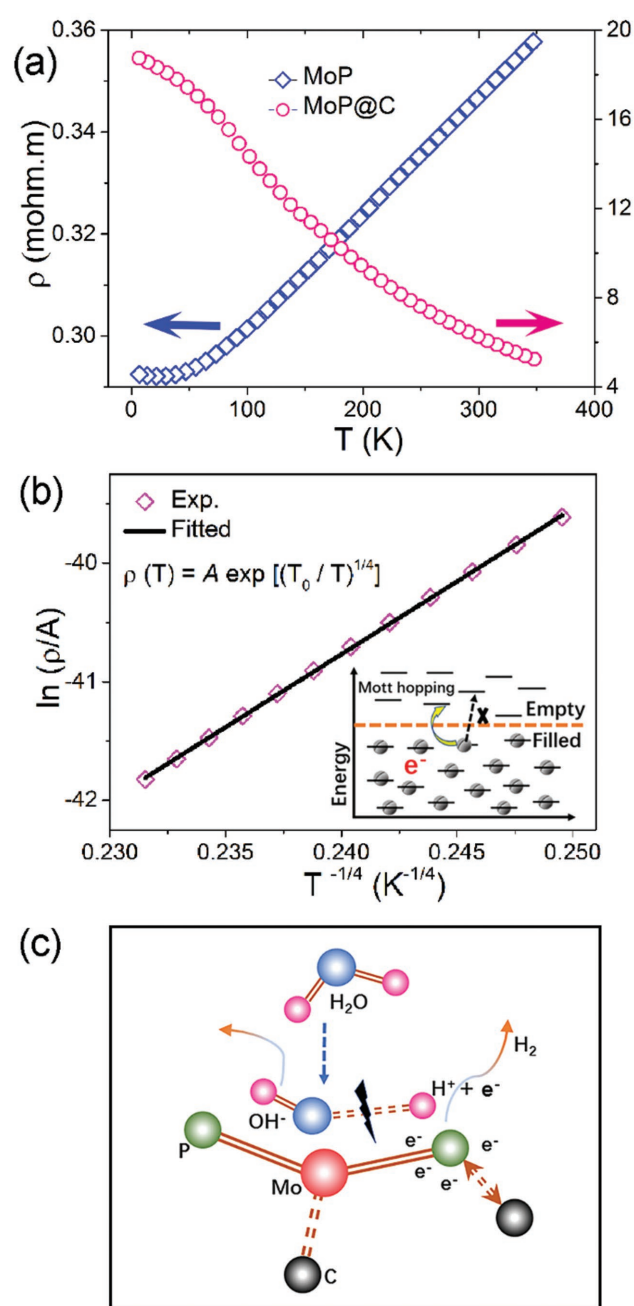 (a)
0.36
0.34
0.32
0.30
ρ (mohm.m)
MoP
MoP@C
20
16
12
8
4
0
100
200
300
400
T (K)
(b)
Exp.
Fitted
ρ (T) = A exp [(T₀ / T)¹/⁴]
-40
-41
-42
ln (ρ/A)
Mott hopping
X
Empty
Filled
e⁻
Energy
0.230
0.235
0.240
0.245
0.250
T ⁻¹/⁴ (K⁻¹/⁴)
(c)
H₂O
H₂
H⁺ + e⁻
OH⁻
P
e⁻
e⁻
e⁻
e⁻
Mo
C